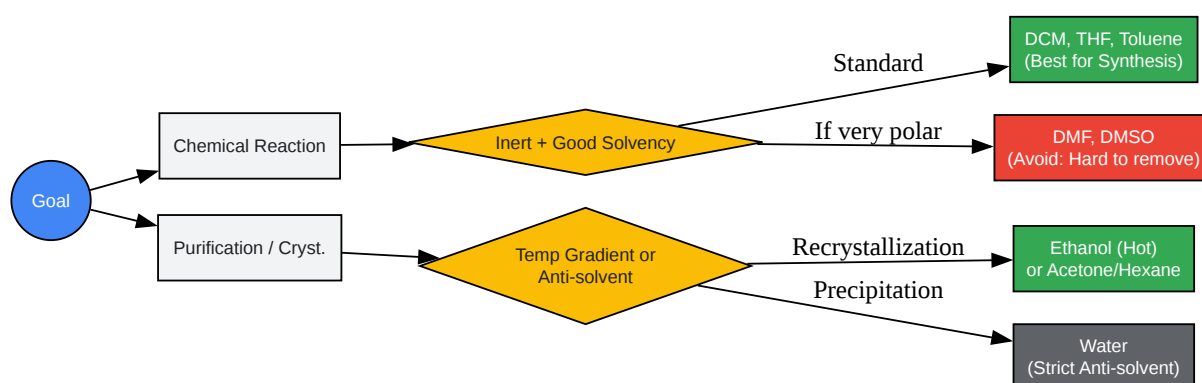 Goal
Chemical Reaction
Purification / Cryst.
Inert + Good Solvency
Temp Gradient or
Anti-solvent
Standard
If very polar
Recrystallization
Precipitation
DCM, THF, Toluene
(Best for Synthesis)
DMF, DMSO
(Avoid: Hard to remove)
Ethanol (Hot)
or Acetone/Hexane
Water
(Strict Anti-solvent)